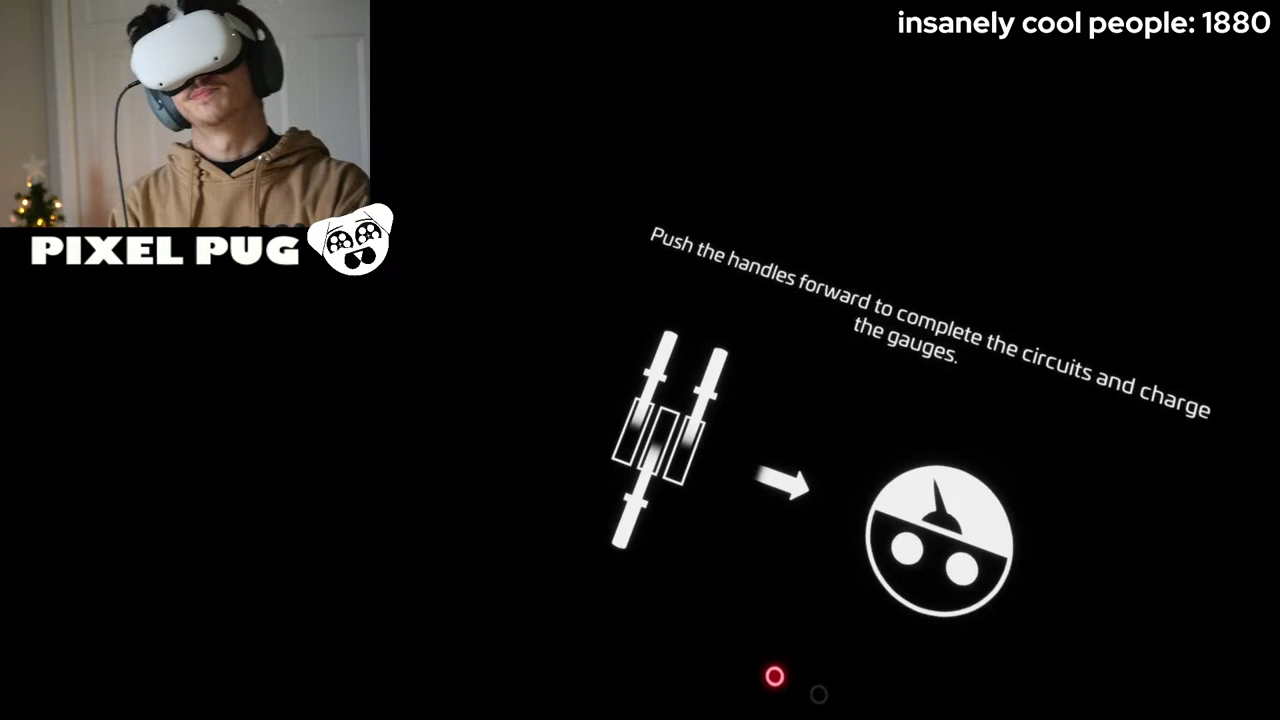 insanely cool people: 1880
PIXEL PUG
Push the handles forward to complete the circuits and charge
the gauges.